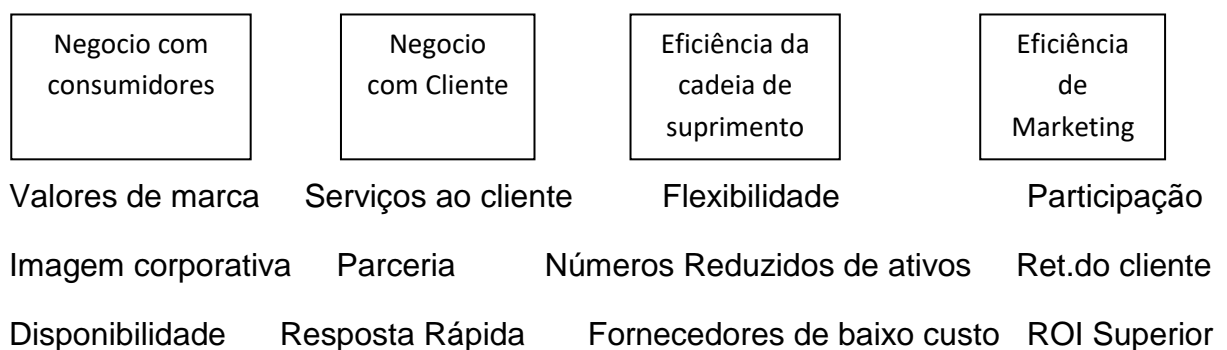 Negocio com
consumidores
Negocio
com Cliente
Eficiência da
cadeia de
suprimento
Eficiência
de
Marketing
Valores de marca Serviços ao cliente Flexibilidade Participação
Imagem corporativa Parceria Números Reduzidos de ativos Ret.do cliente
Disponibilidade Resposta Rápida Fornecedores de baixo custo ROI Superior